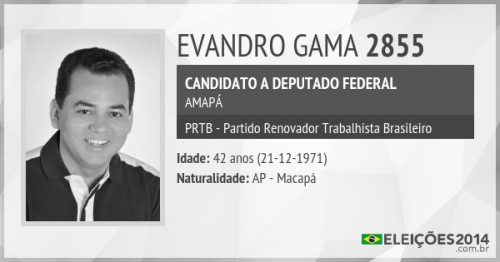 EVANDRO GAMA 2855
CANDIDATO A DEPUTADO FEDERAL
AMAPÁ
PRTB - Partido Renovador Trabalhista Brasileiro
Idade: 42 anos (21-12-1971)
Naturalidade: AP - Macapá
ELEIÇÕES2014
.com.br